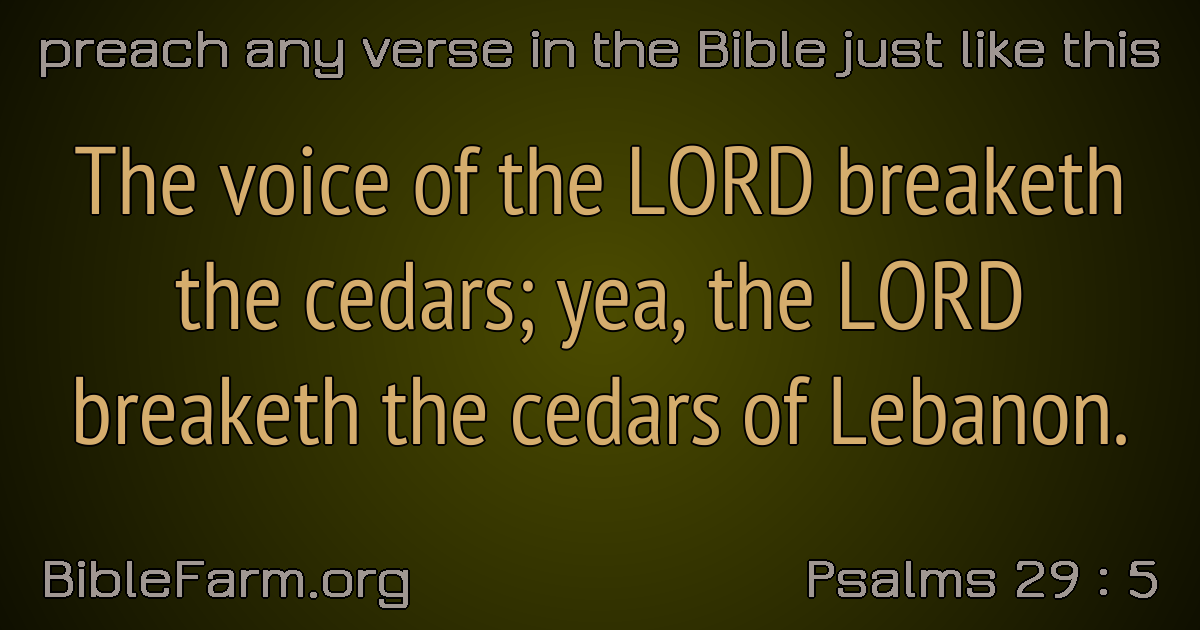 preach any verse in the Bible just like this
The voice of the LORD breaketh
the cedars; yea, the LORD
breaketh the cedars of Lebanon.
BibleFarm.org
Psalms 29 : 5